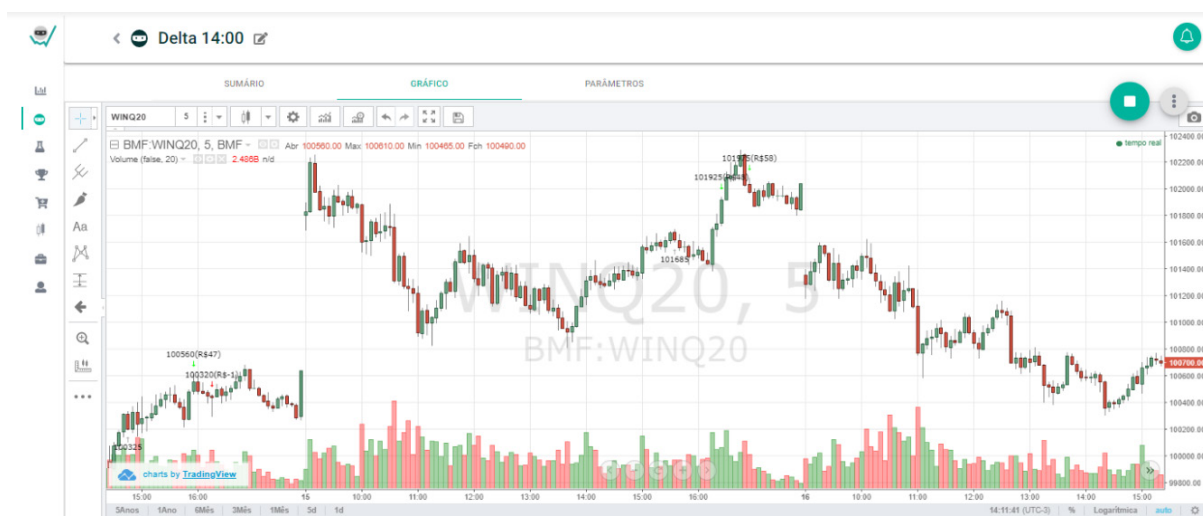 Delta 14:00
SUMÁRIO GRÁFICO PARÂMETROS
WINQ20 5
BMF:WINQ20, 5, BMF Abr 100560.00 Max 100610.00 Min 100465.00 Fch 100490.00
tempo real
Volume (false, 20) 2.486B n/d
Aa
102400.00
102200.00
102000.00
101800.00
101600.00
101400.00
101200.00
101000.00
100800.00
100700.00
100600.00
100400.00
100200.00
100000.00
99800.00
101975(R$58)
101685
100560(R$47)
100320(R$-1)
100325
WINQ20, 5
BMF:WINQ20
charts by TradingView
15:00 16:00 15 10:00 11:00 12:00 13:00 14:00 15:00 16:00 16 10:00 11:00 12:00 13:00 14:00 15:00
5Anos 1Ano 6Mês 3Mês 1Mês 5d 1d 14:11:41 (UTC-3) % Logarítmica auto